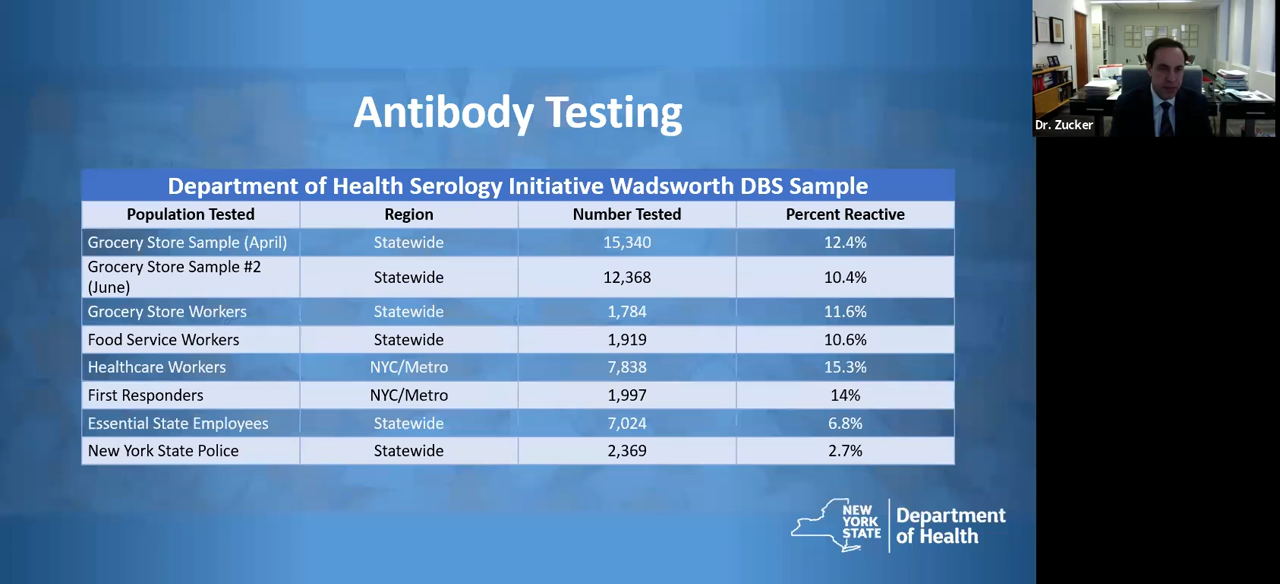 Antibody Testing
Department of Health Serology Initiative Wadsworth DBS Sample
Population Tested Region Number Tested Percent Reactive
Grocery Store Sample (April) Statewide 15,340 12.4%
Grocery Store Sample #2
(June) Statewide 12,368 10.4%
Grocery Store Workers Statewide 1,784 11.6%
Food Service Workers Statewide 1,919 10.6%
Healthcare Workers NYC/Metro 7,838 15.3%
First Responders NYC/Metro 1,997 14%
Essential State Employees Statewide 7,024 6.8%
New York State Police Statewide 2,369 2.7%
NEW
YORK
STATE
Department
of Health
Dr. Zucker